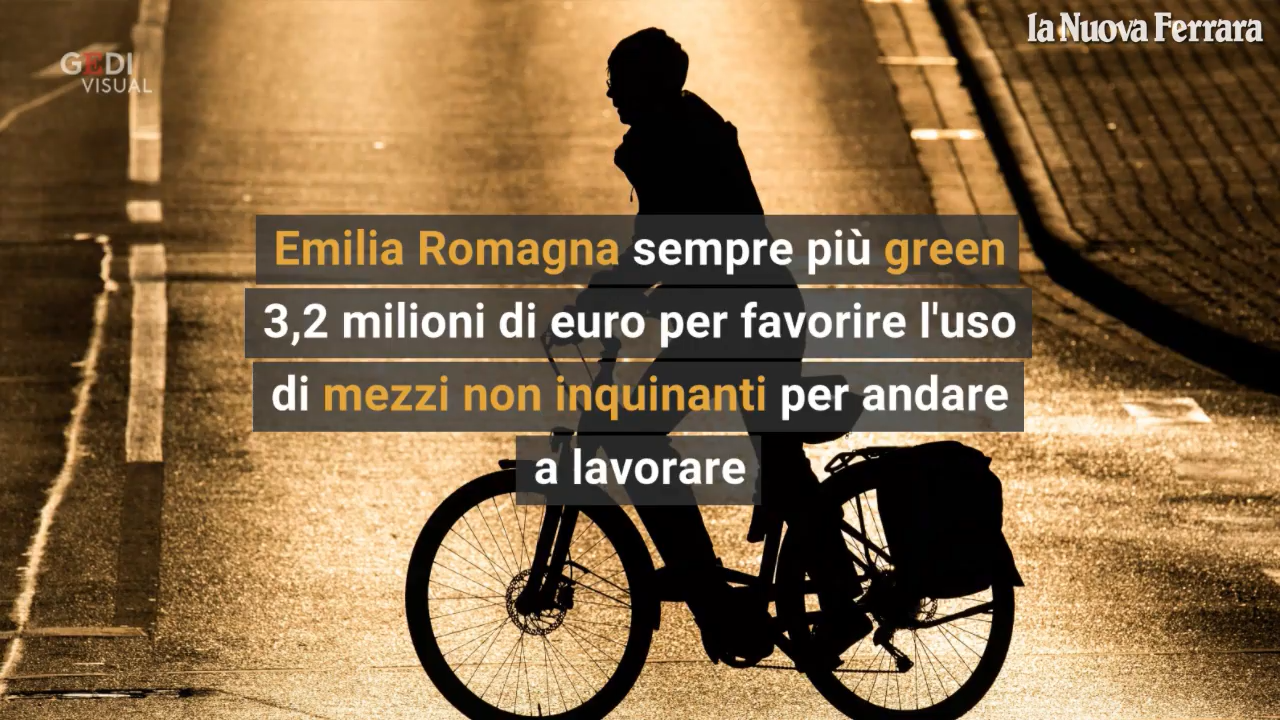 GEDI
VISUAL
la Nuova Ferrara
Emilia Romagna sempre più green
3,2 milioni di euro per favorire l'uso
di mezzi non inquinanti per andare
a lavorare